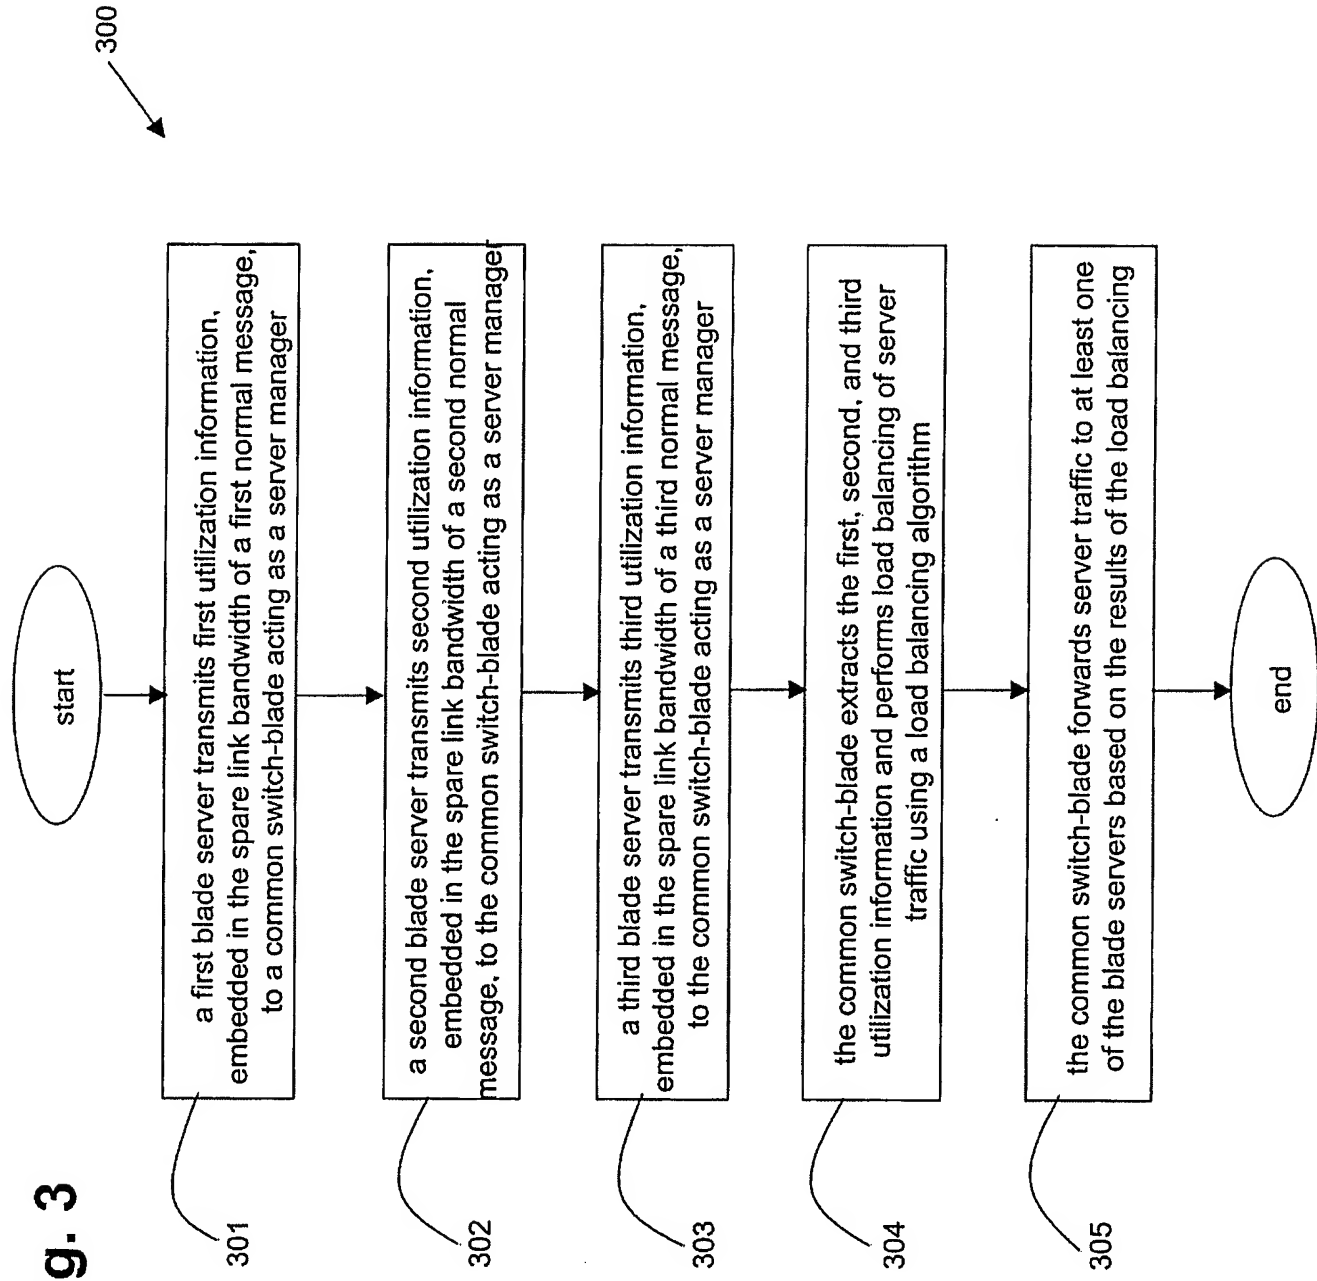 g. 3
300
start
301
a first blade server transmits first utilization information,
embedded in the spare link bandwidth of a first normal message,
to a common switch-blade acting as a server manager
302
a second blade server transmits second utilization information,
embedded in the spare link bandwidth of a second normal
message, to the common switch-blade acting as a server manager
303
a third blade server transmits third utilization information,
embedded in the spare link bandwidth of a third normal message,
to the common switch-blade acting as a server manager
304
the common switch-blade extracts the first, second, and third
utilization information and performs load balancing of server
traffic using a load balancing algorithm
305
the common switch-blade forwards server traffic to at least one
of the blade servers based on the results of the load balancing
end